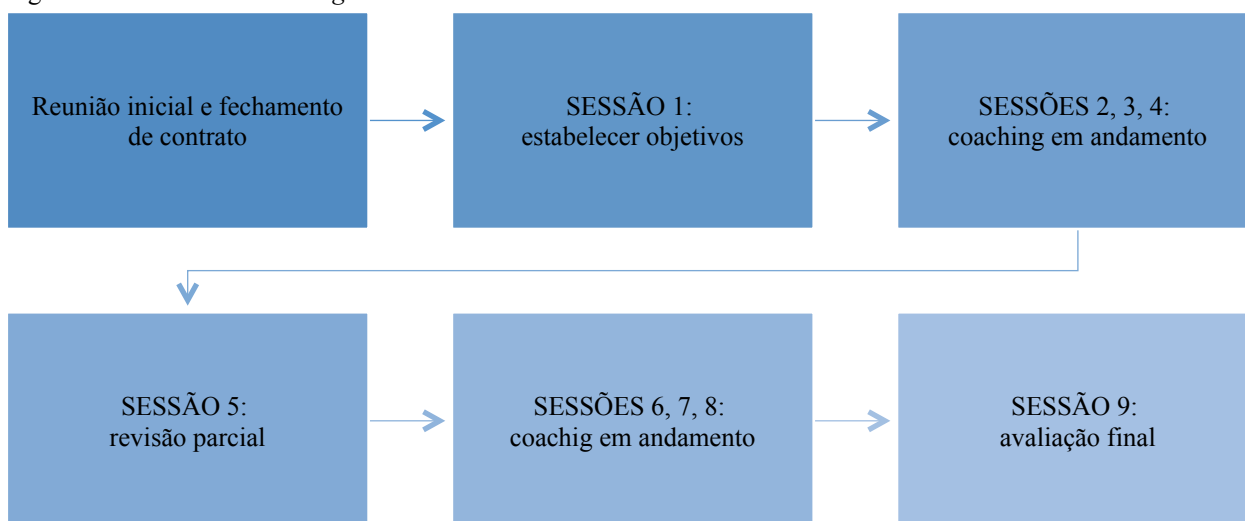 Reunião inicial e fechamento
de contrato
SESSÃO 1:
estabelecer objetivos
SESSÕES 2, 3, 4:
coaching em andamento
SESSÃO 5:
revisão parcial
SESSÕES 6, 7, 8:
coachig em andamento
SESSÃO 9:
avaliação final